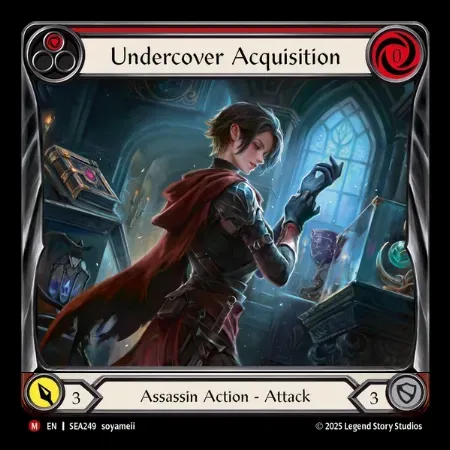 Undercover Acquisition
0
3
Assassin Action - Attack
3
M EN | SEA249 soyameii
© 2025 Legend Story Studios